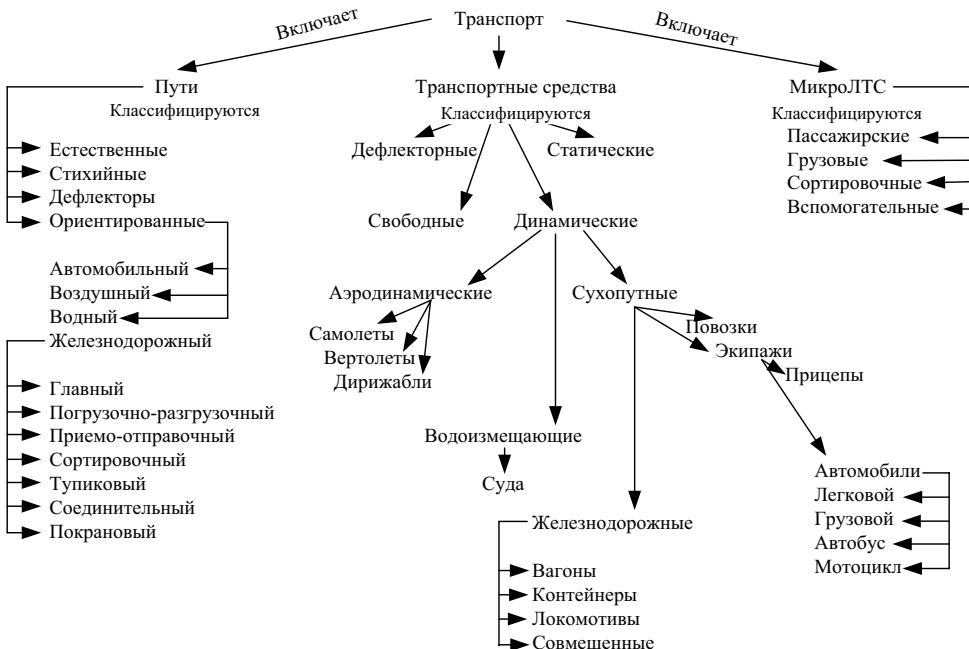 Транспорт
Включает
Включает
Пути
Транспортные средства
МикроЛТС
Классифицируются
Классифицируются
Классифицируются
Естественные
Стихийные
Дефлекторы
Ориентированные
Автомобильный
Воздушный
Водный
Железнодорожный
Главный
Погрузочно-разгрузочный
Приемо-отправочный
Сортировочный
Тупиковый
Соединительный
Покрановый
Дефлекторные
Статические
Свободные
Динамические
Аэродинамические
Самолеты
Вертолеты
Дирижабли
Водоизмещающие
Суда
Сухопутные
Повозки
Экипажи
Прицепы
Железнодорожные
Вагоны
Контейнеры
Локомотивы
Совмешенные
Автомобили
Легковой
Грузовой
Автобус
Мотоцикл
Пассажирские
Грузовые
Сортировочные
Вспомогательные